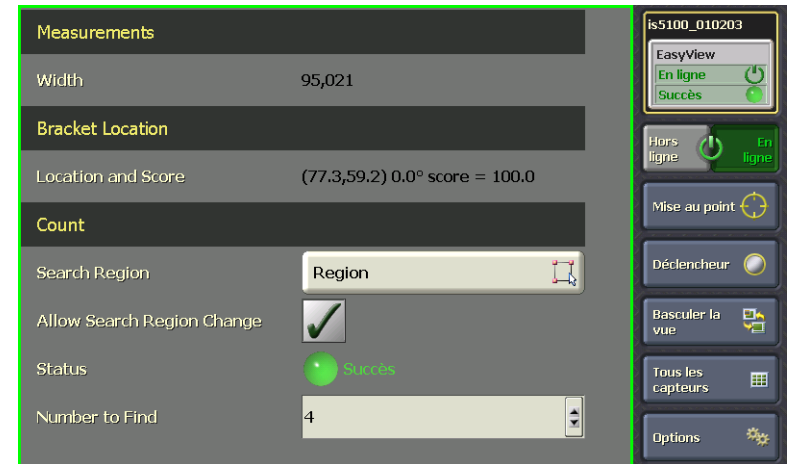 Measurements
Width 95,021
Bracket Location
Location and Score (77.3,59.2) 0.0° score = 100.0
Count
Search Region Region
Allow Search Region Change
Status Succès
Number to Find 4
is5100_010203
EasyView
En ligne
Succès
Hors ligne
En ligne
Mise au point
Déclencheur
Basculer la
vue
Tous les
capteurs
Options